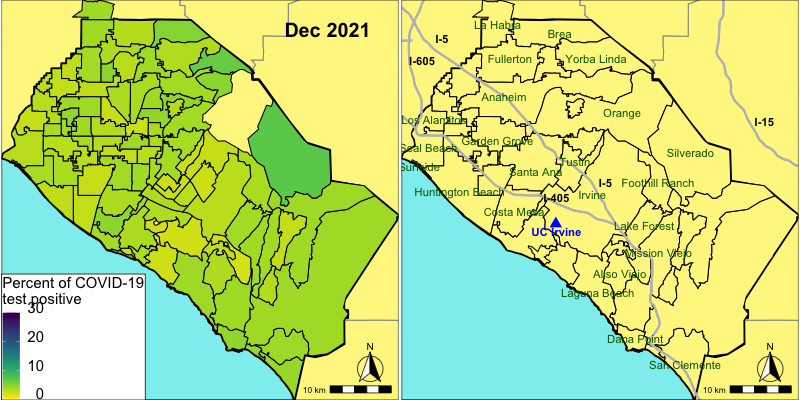 Dec 2021
Percent of COVID-19
test positive
30
20
10
0
N
10 km
La Habra
Brea
I-5
I-605
Fullerton
Yorba Linda
Anaheim
Orange
Los Alamitos
I-15
Garden Grove
Seal Beach
Silverado
Tustin
Sunside
Santa Ana
I-5
Foothill Ranch
Huntington Beach
I-405
Irvine
Costa Mesa
UC Irvine
Lake Forest
Mission Viejo
Aliso Viejo
Laguna Beach
Dana Point
San Clemente
N
10 km